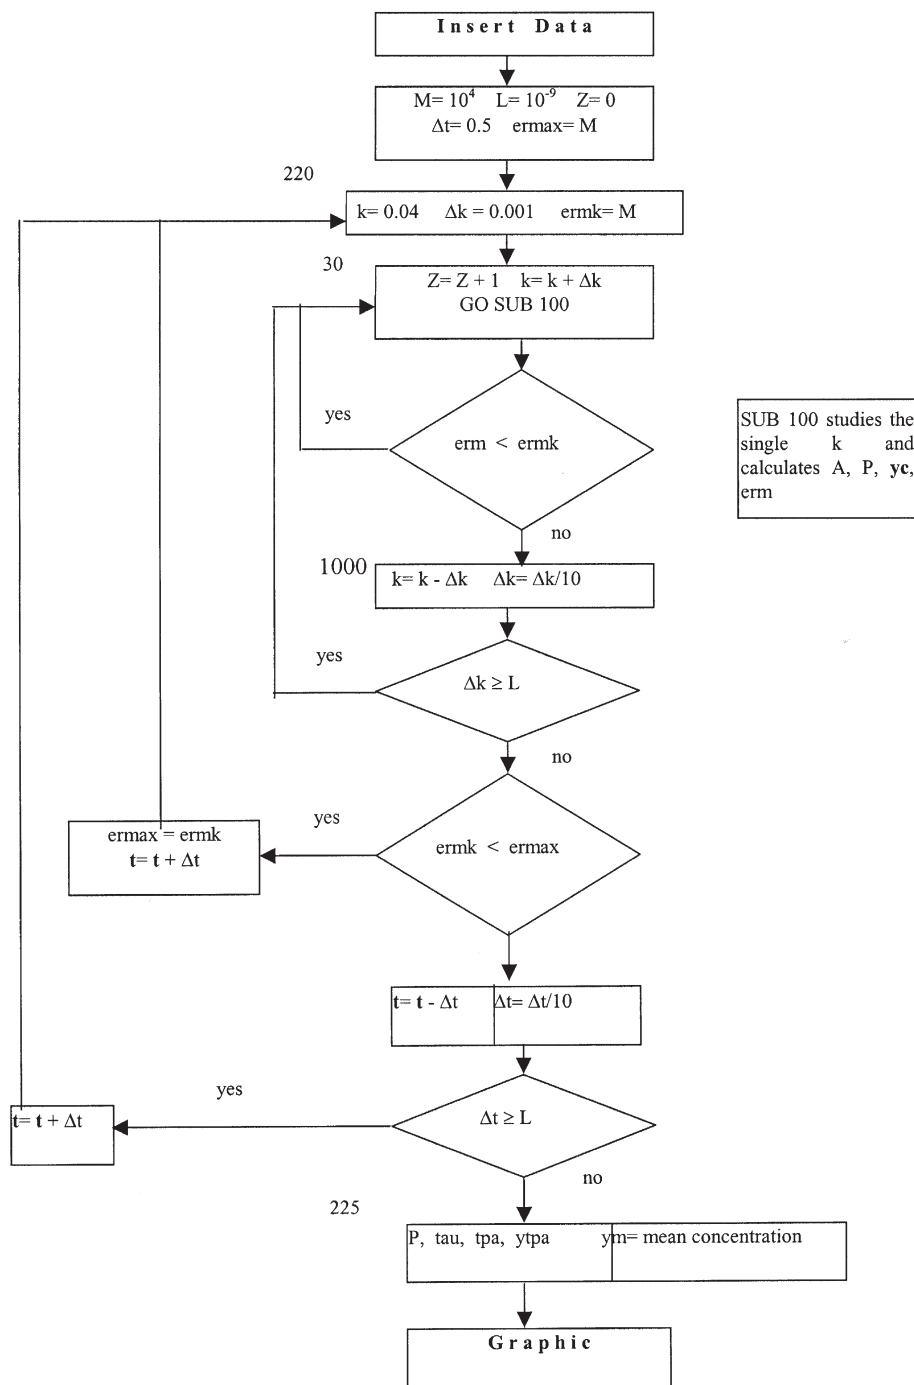 Insert Data
M= 10⁴ L= 10⁻⁹ Z= 0
Δt= 0.5 ermax= M
220
k= 0.04 Δk = 0.001 ermk= M
30
Z= Z + 1 k= k + Δk
GO SUB 100
yes
erm < ermk
SUB 100 studies the
single k and
calculates A, P, yc,
erm
no
1000
k= k - Δk Δk= Δk/10
yes
Δk ≥ L
no
yes
ermk < ermax
ermax = ermk
t= t + Δt
t= t - Δt Δt= Δt/10
yes
Δt ≥ L
t= t + Δt
no
225
P, tau, tpa, ytpa ym= mean concentration
Graphic